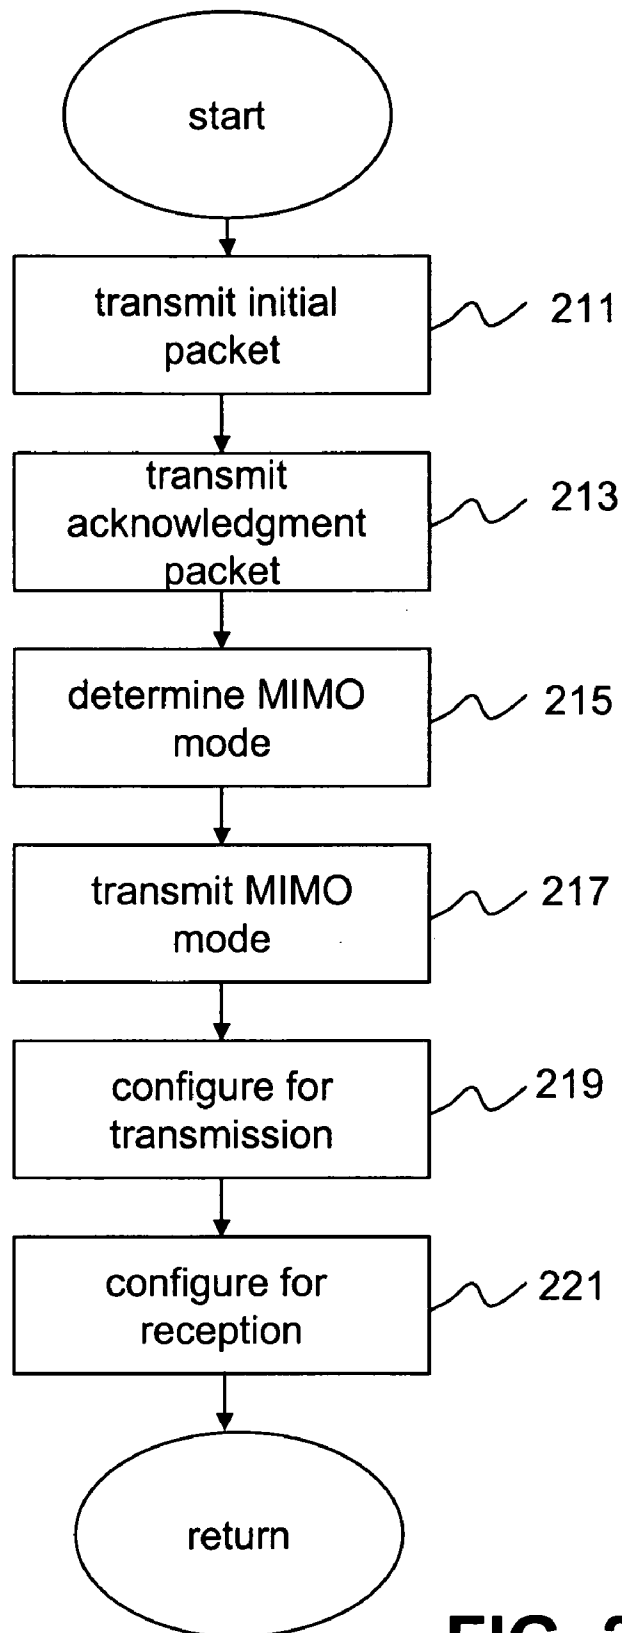 start
transmit initial
packet
211
transmit
acknowledgment
packet
213
determine MIMO
mode
215
transmit MIMO
mode
217
configure for
transmission
219
configure for
reception
221
return
FIG.